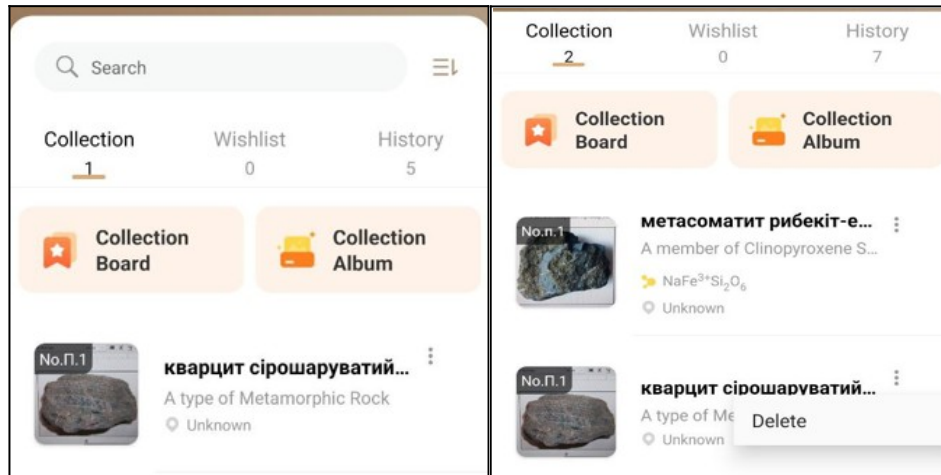 Search
Collection
Wishlist
History
1
0
5
Collection
Board
Collection
Album
No.П.1
кварцит сірошаруватий...
A type of Metamorphic Rock
Unknown
Collection
Wishlist
History
2
0
7
Collection
Board
Collection
Album
No.п.1
метасоматит рибекіт-е...
A member of Clinopyroxene S...
NaFe³⁺Si₂O₆
Unknown
No.П.1
кварцит сірошаруватий...
A type of Me
Delete
Unknown